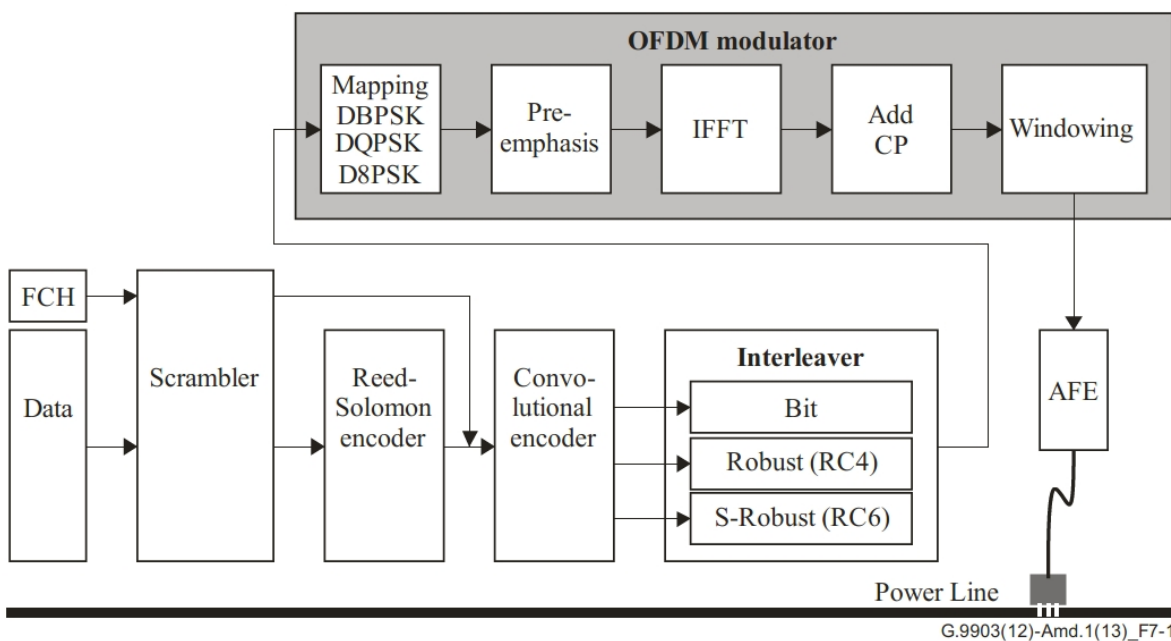 OFDM modulator
Mapping
DBPSK
DQPSK
D8PSK
Pre-
emphasis
IFFT
Add
CP
Windowing
FCH
Data
Scrambler
Reed-
Solomon
encoder
Convo-
lutional
encoder
Interleaver
Bit
Robust (RC4)
S-Robust (RC6)
AFE
Power Line
G.9903(12)-Amd.1(13)_F7-1